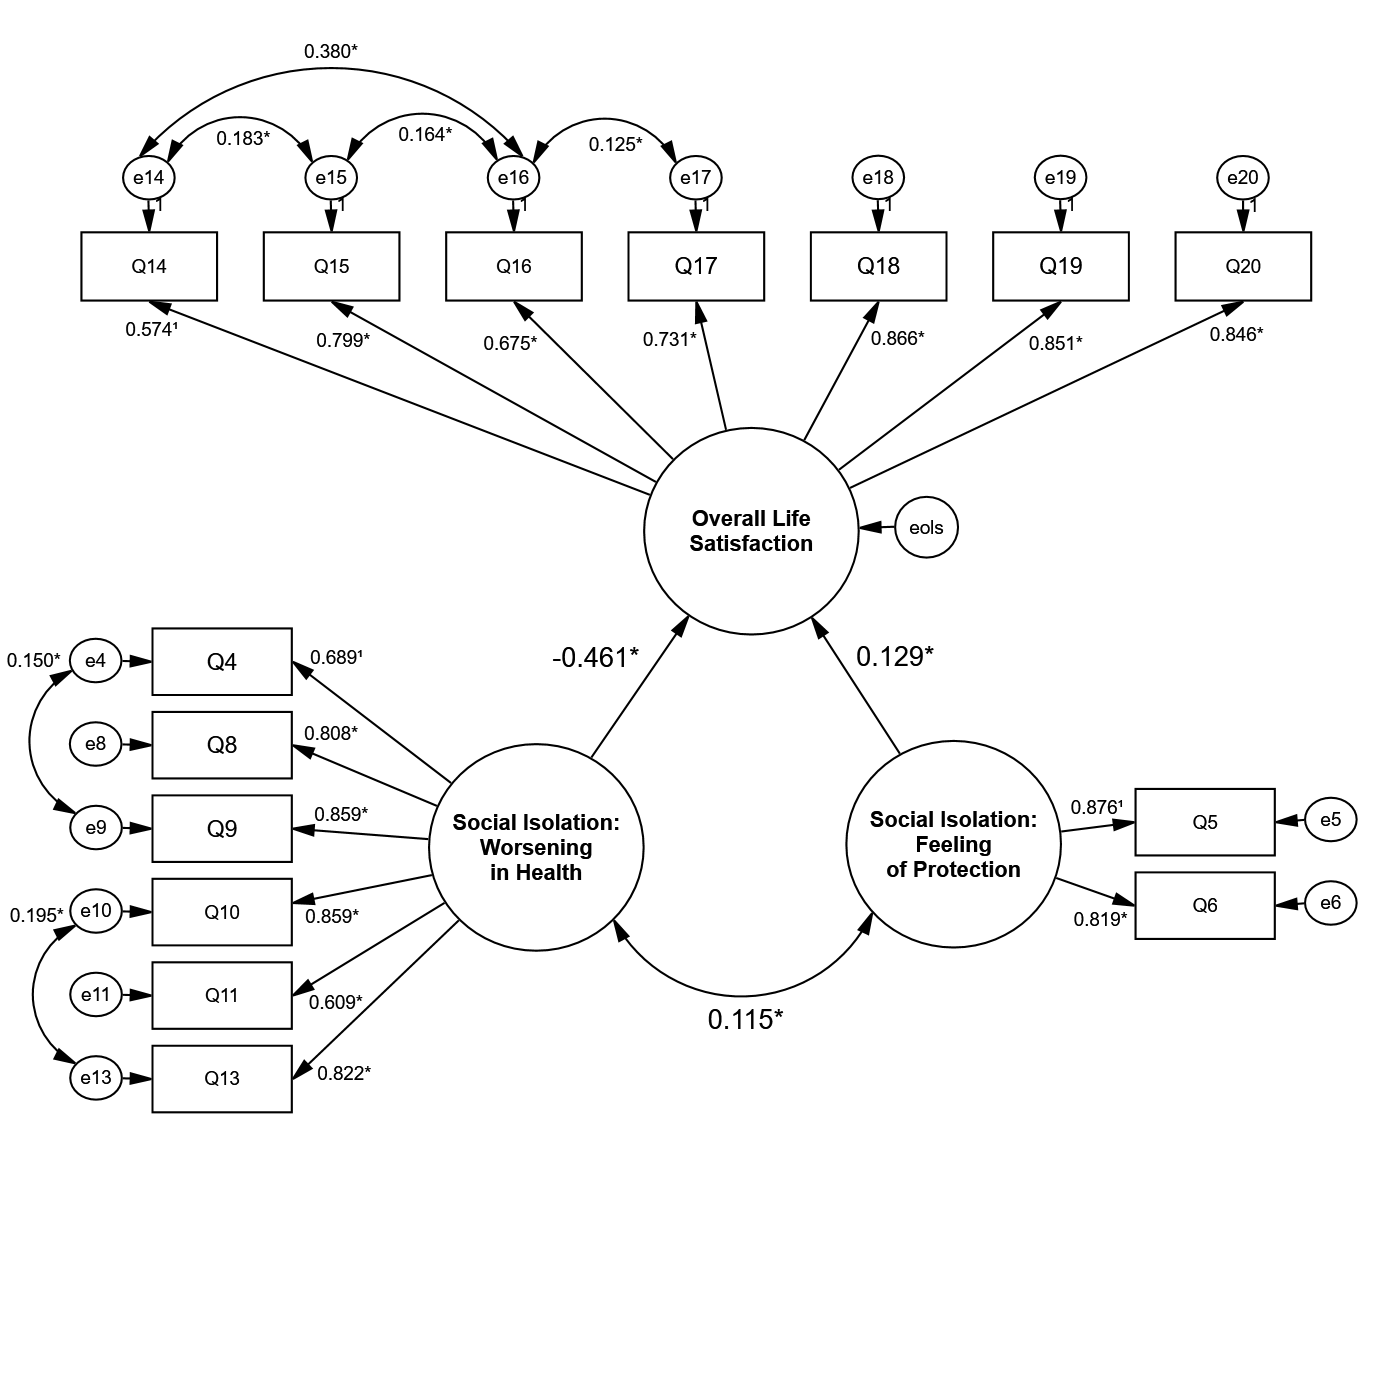 0.380*
0.183*
0.164*
0.125*
e14
e15
e16
e17
e18
e19
e20
1
1
1
1
1
1
1
Q14
Q15
Q16
Q17
Q18
Q19
Q20
0.574¹
0.799*
0.675*
0.731*
0.866*
0.851*
0.846*
Overall Life
Satisfaction
eols
-0.461*
0.129*
0.150*
e4
Q4
0.689¹
e8
Q8
0.808*
e9
Q9
0.859*
0.195*
e10
Q10
0.859*
e11
Q11
0.609*
e13
Q13
0.822*
Social Isolation:
Worsening
in Health
Social Isolation:
Feeling
of Protection
0.876¹
Q5
e5
0.819*
Q6
e6
0.115*